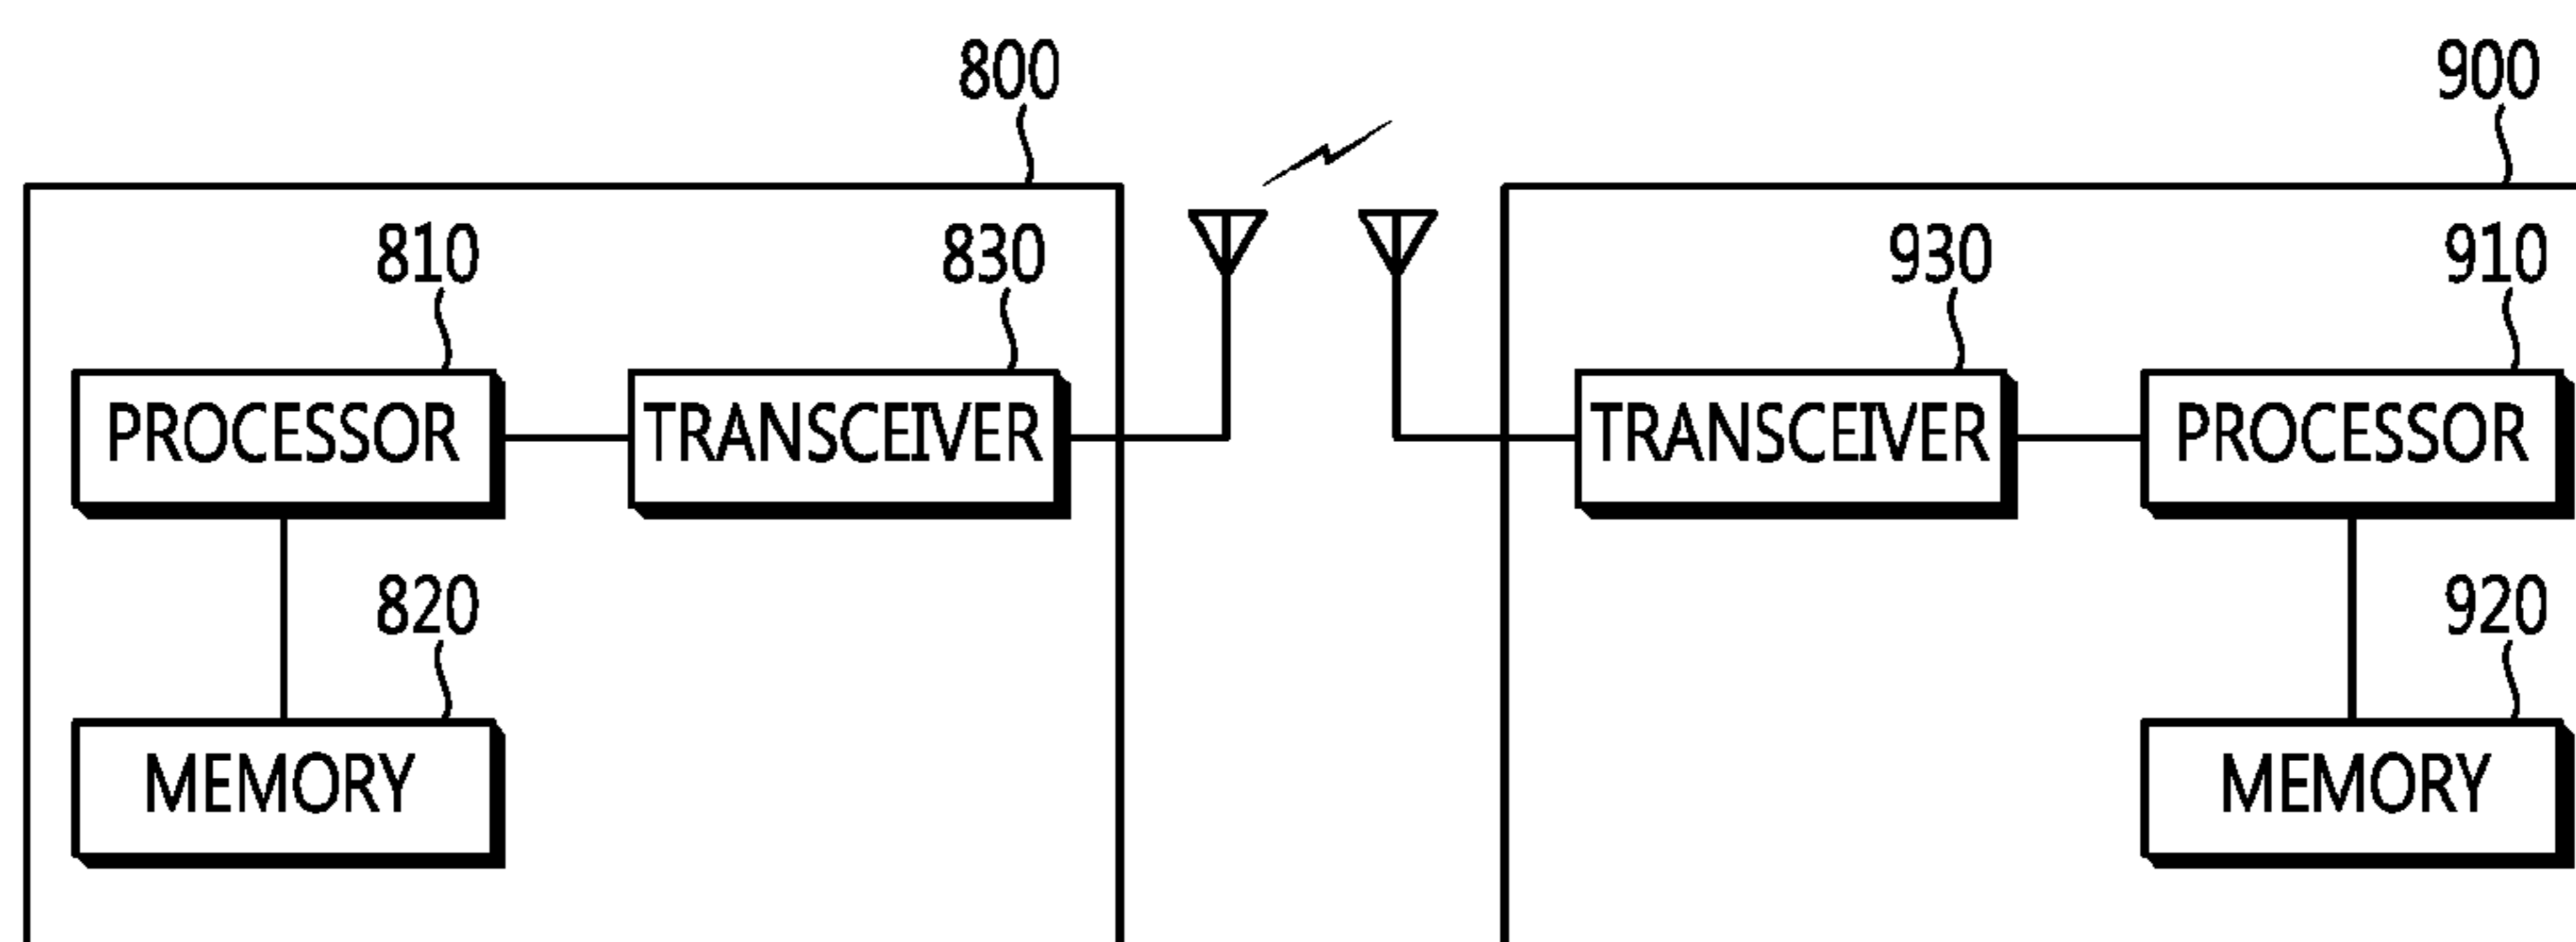 800 900
810 830 930 910
PROCESSOR TRANSCEIVER TRANSCEIVER PROCESSOR
820 920
MEMORY MEMORY